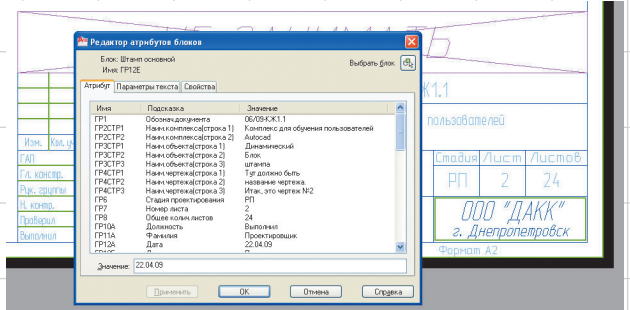 НЕ ЗАНИМАТЬ
Редактор атрибутов блоков
Блок: Штамп основной
Имя: ГР12Е
Выбрать блок
Атрибут Параметры текста Свойства
Имя Подсказка Значение
ГР1 Обознач.документа 06/09-КЖ1.1
ГР2СТР1 Наим.комплекса(строка 1) Комплекс для обучения пользователей
ГР2СТР2 Наим.комплекса(строка 2) Autocad
ГР3СТР1 Наим.объекта(строка 1) Динамический
ГР3СТР2 Наим.объекта(строка 2) Блок
ГР3СТР3 Наим.объекта(строка 3) штампа
ГР4СТР1 Наим.чертежа(строка 1) Тут должно быть
ГР4СТР2 Наим.чертежа(строка 2) название чертежа.
ГР4СТР3 Наим.чертежа(строка 3) Итак, это чертеж №2
ГР6 Стадия проектирования РП
ГР7 Номер листа 2
ГР8 Общее колич.листов 24
ГР10А Должность Выполнил
ГР11А Фамилия Проектировщик
ГР12А Дата 22.04.09
Значение: 22.04.09
Применить ОК Отмена Справка
Ж1.1
пользователей
Изм. Кол.уч
ГАП
Гл. констр.
Рук. группы
Н. контр.
Проверил
Выполнил
Стадия Лист Листов
РП 2 24
ООО "ДАКК"
г. Днепропетровск
Формат А2